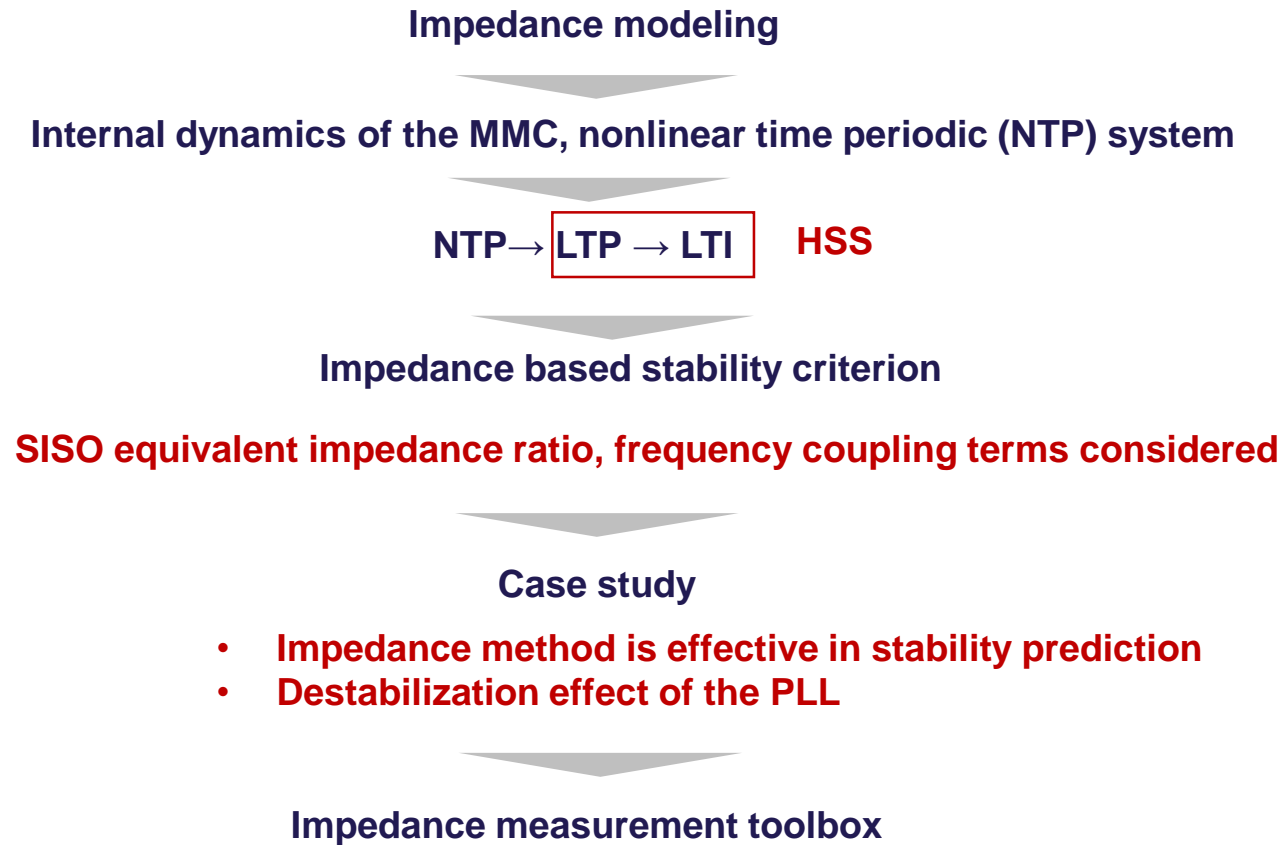 Impedance modeling
Internal dynamics of the MMC, nonlinear time periodic (NTP) system
NTP→ LTP → LTI HSS
Impedance based stability criterion
SISO equivalent impedance ratio, frequency coupling terms considered
Case study
• Impedance method is effective in stability prediction
• Destabilization effect of the PLL
Impedance measurement toolbox